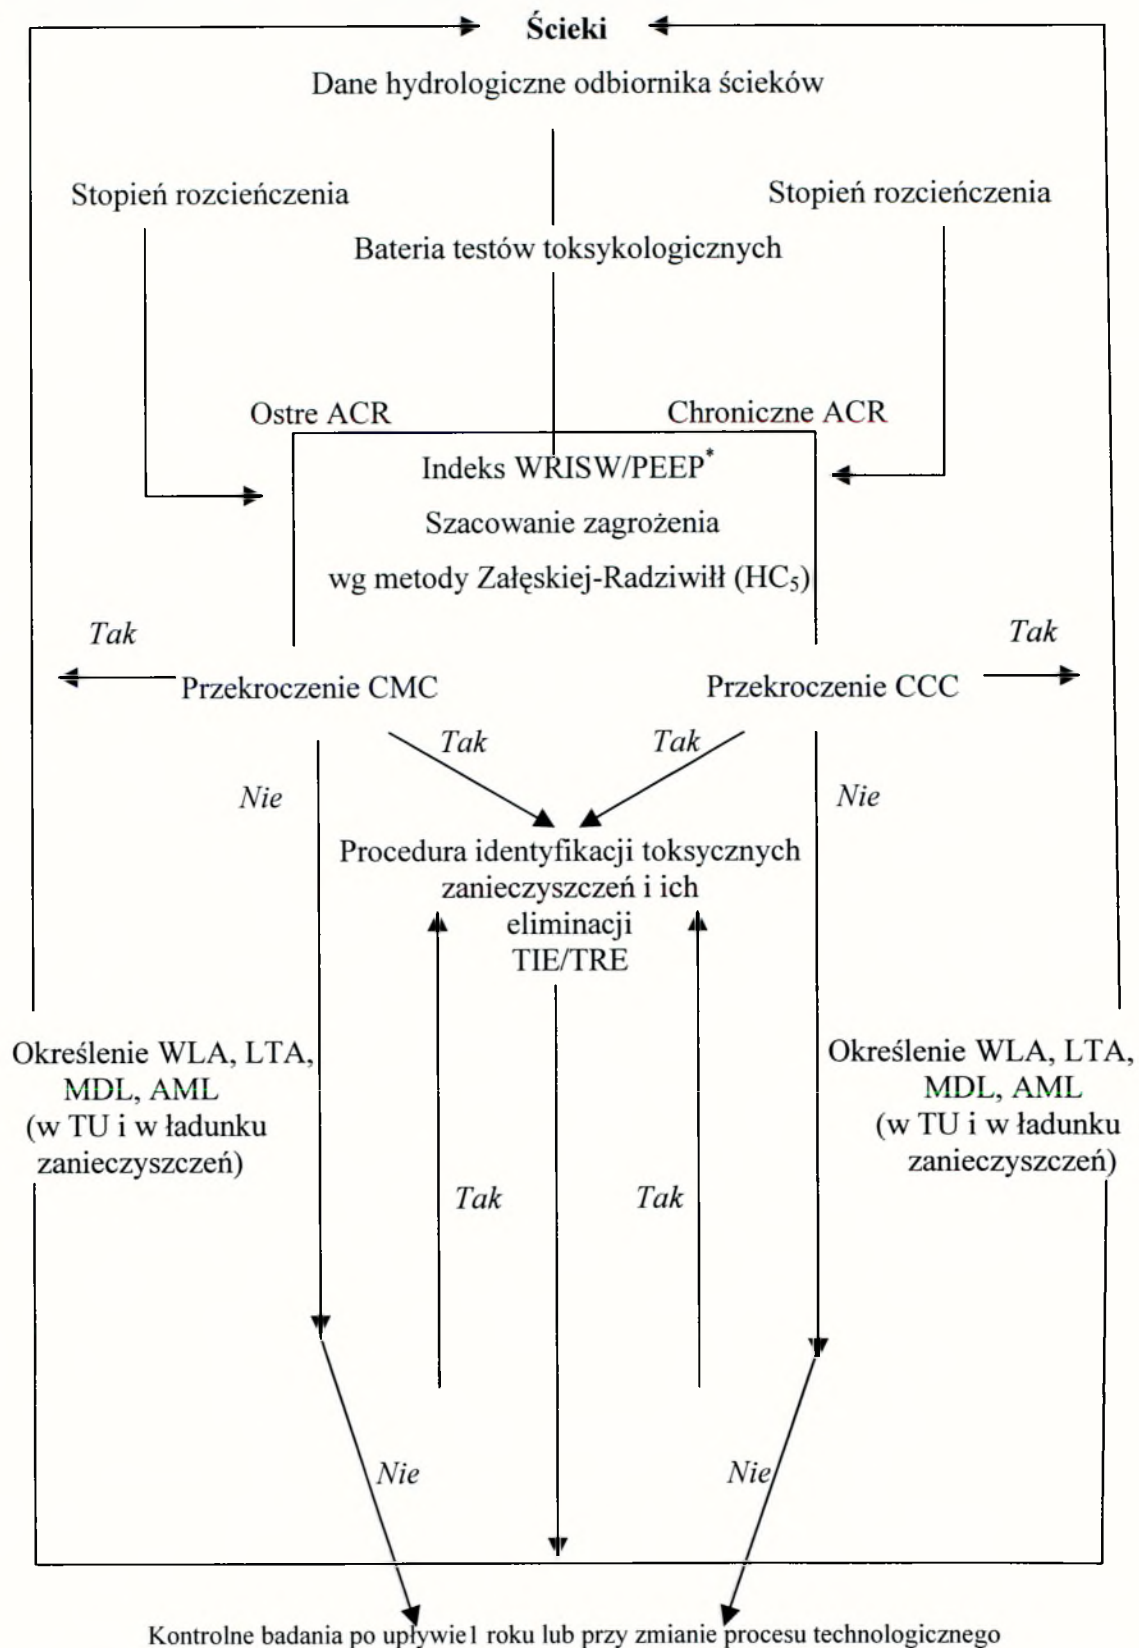 Ścieki
Dane hydrologiczne odbiornika ścieków
Stopień rozcieńczenia
Stopień rozcieńczenia
Bateria testów toksykologicznych
Ostre ACR
Chroniczne ACR
Indeks WRISW/PEEP*
Szacowanie zagrożenia
wg metody Załęskiej-Radziwiłł (HC₅)
Tak
Tak
Przekroczenie CMC
Przekroczenie CCC
Tak
Tak
Nie
Nie
Procedura identyfikacji toksycznych
zanieczyszczeń i ich
eliminacji
TIE/TRE
Określenie WLA, LTA,
MDL, AML
(w TU i w ładunku
zanieczyszczeń)
Określenie WLA, LTA,
MDL, AML
(w TU i w ładunku
zanieczyszczeń)
Tak
Tak
Nie
Nie
Kontrolne badania po upływie1 roku lub przy zmianie procesu technologicznego